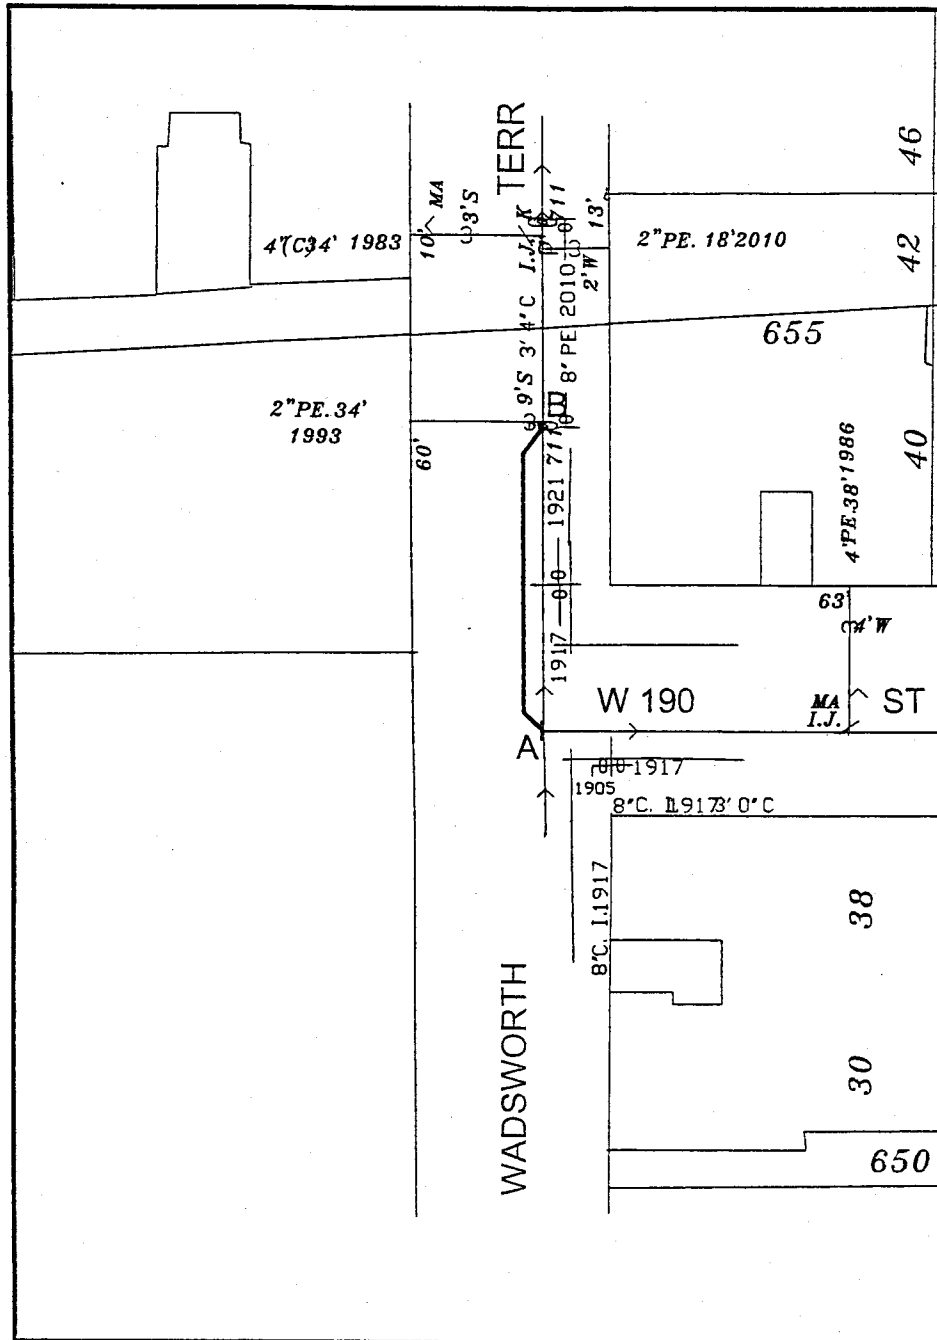 TERR
46
MA
3'S
K
711
13'
10'
4"(C)34' 1983
I.J.
2"PE. 18'2010
42
2'W
9'S 3' 4" C
8" PE 2010
655
B
2"PE.34'
1993
60'
1921 711
4"PE.38'1986
40
63'
4'W
1917
W 190
ST
MA
I.J.
A
1917
1905
8"C. I.1917
3' 0" C
8"C. I.1917
38
WADSWORTH
30
650